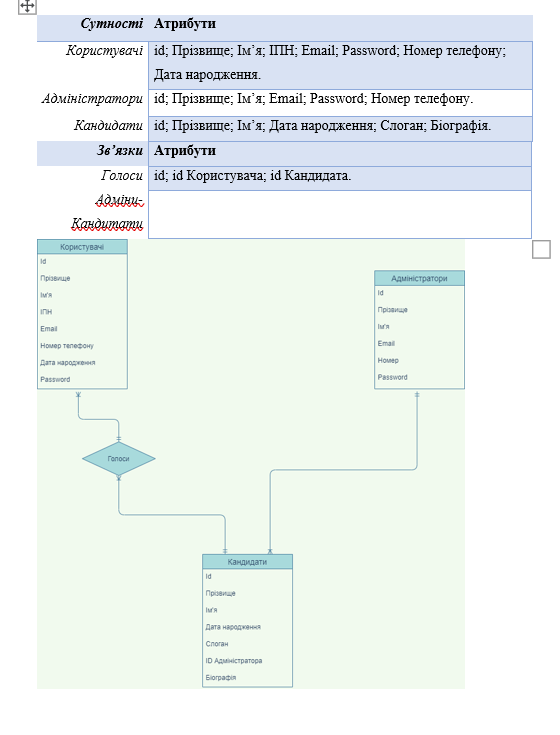 Сутності Атрибути
Користувачі id; Прізвище; Ім’я; ІПН; Email; Password; Номер телефону;
Дата народження.
Адміністратори id; Прізвище; Ім’я; Email; Password; Номер телефону.
Кандидати id; Прізвище; Ім’я; Дата народження; Слоган; Біографія.
Зв’язки Атрибути
Голоси id; id Користувача; id Кандидата.
Адміни-
Кандитати
Користувачі
Id
Прізвище
Ім'я
ІПН
Email
Номер телефону
Дата народження
Password
Адміністратори
Id
Прізвище
Ім'я
Email
Номер
Password
Голоси
Кандидати
Id
Прізвище
Ім'я
Дата народження
Слоган
ID Адміністратора
Біографія